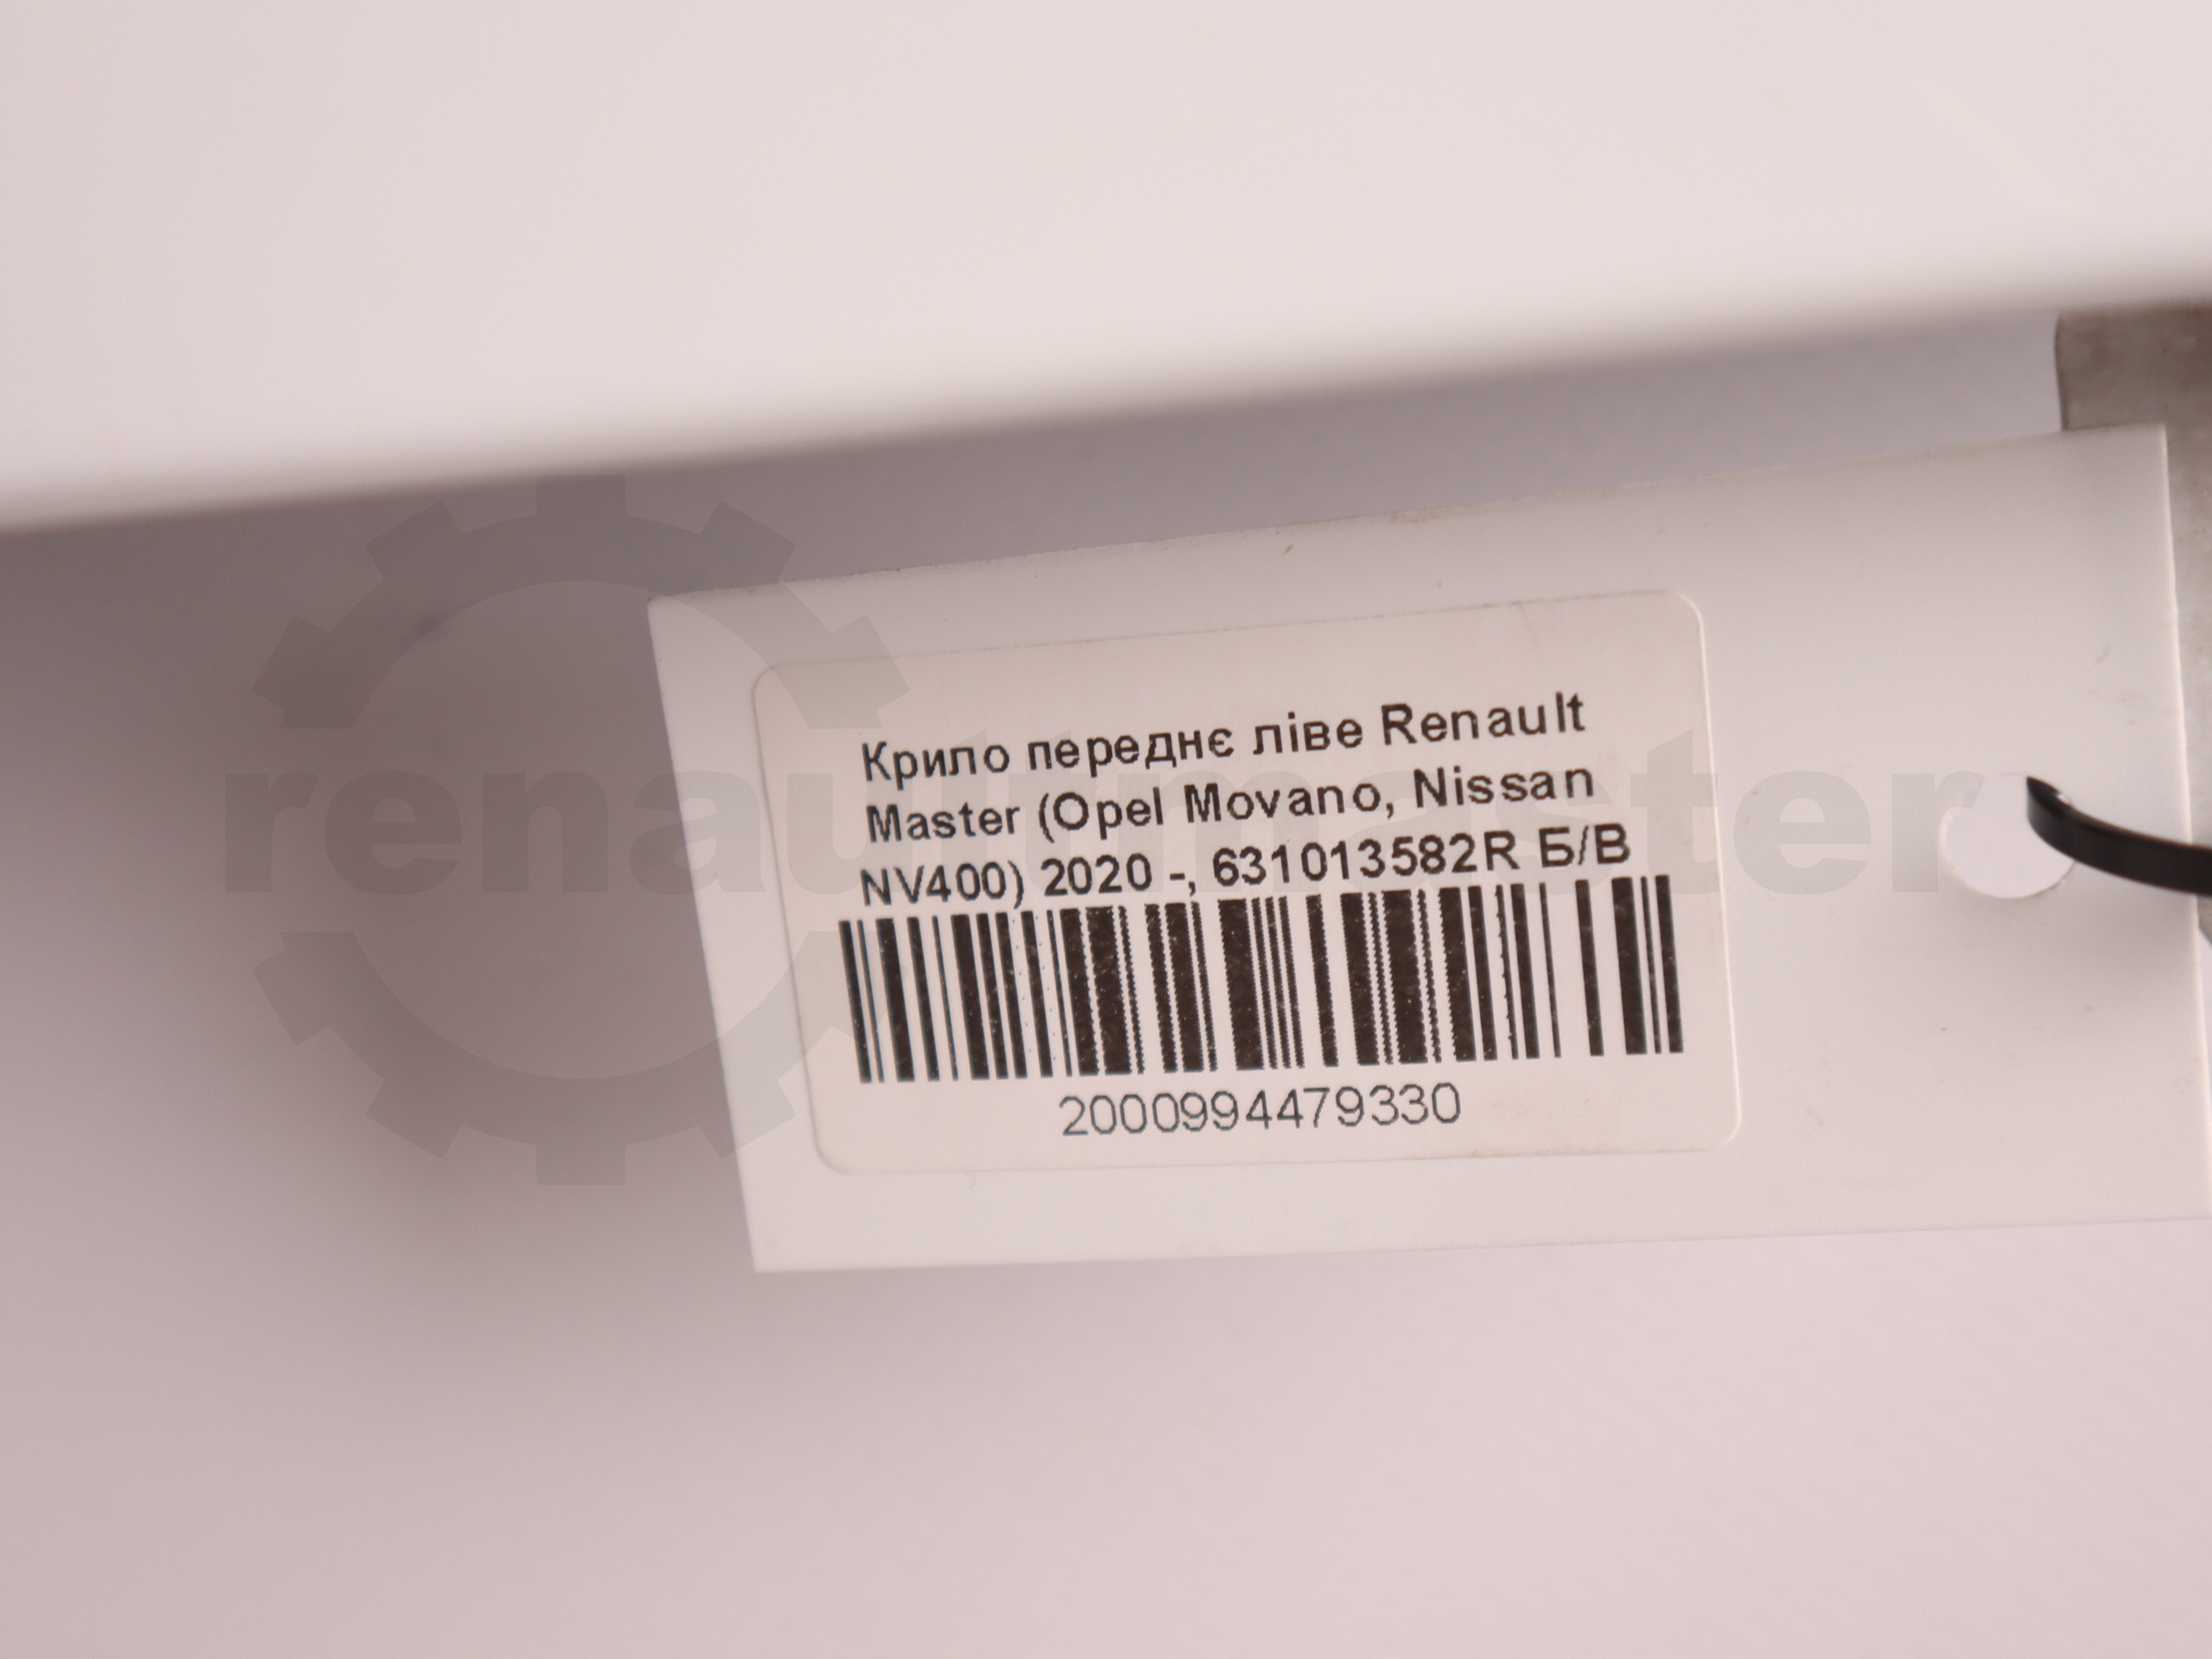 Крило переднє ліве Renault
Master (Opel Movano, Nissan
NV400) 2020 -, 631013582R Б/В
2000994479330
renaultmaster